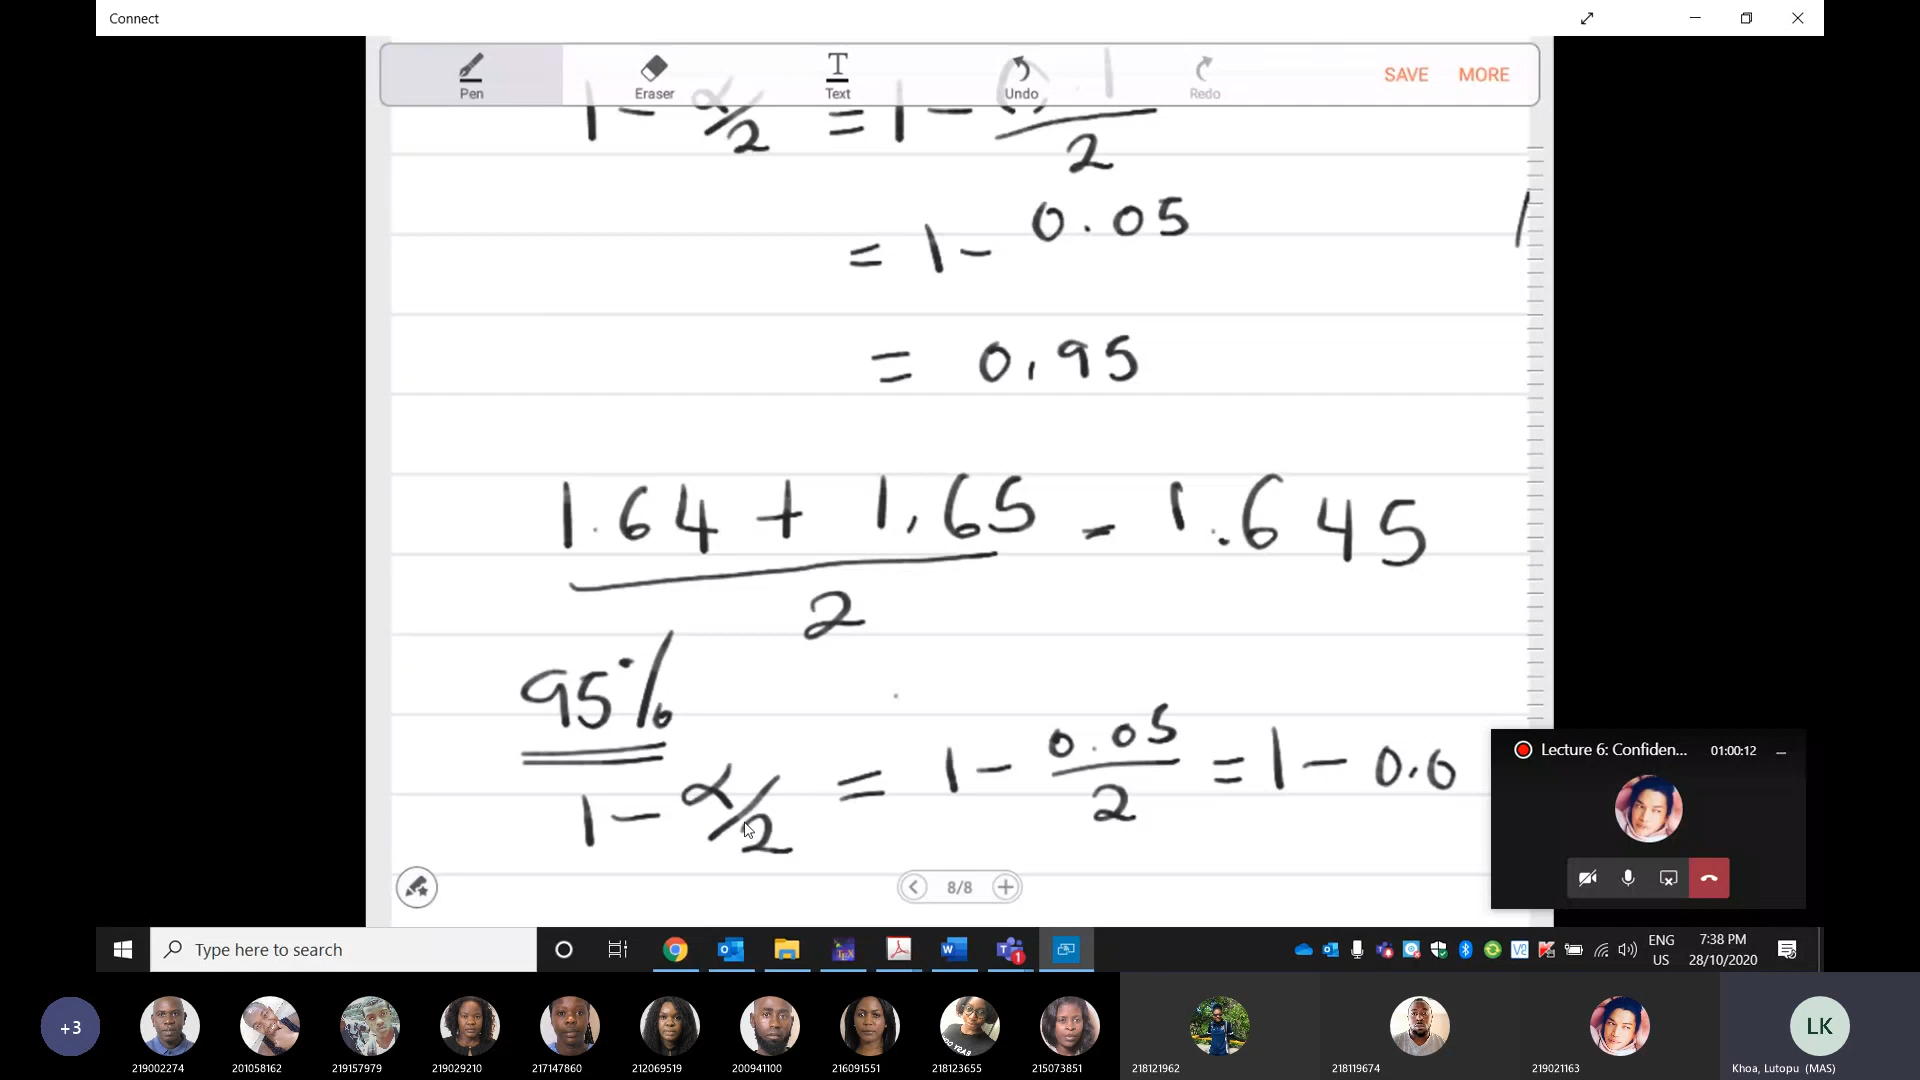 Connect
Pen
Eraser
T
Text
Undo
Redo
SAVE
MORE
1 - α/2 = 1 - 0.1/2
= 1 - 0.05
= 0.95
1.64 + 1.65 / 2 = 1.645
95%
1 - α/2 = 1 - 0.05/2 = 1 - 0.0
8/8
Lecture 6: Confiden... 01:00:12
Type here to search
ENG
US
7:38 PM
28/10/2020
+3
219002274
201058162
219157979
219029210
217147860
212069519
200941100
216091551
218123655
215073851
218121962
218119674
219021163
LK
Khoa, Lutopu (MAS)